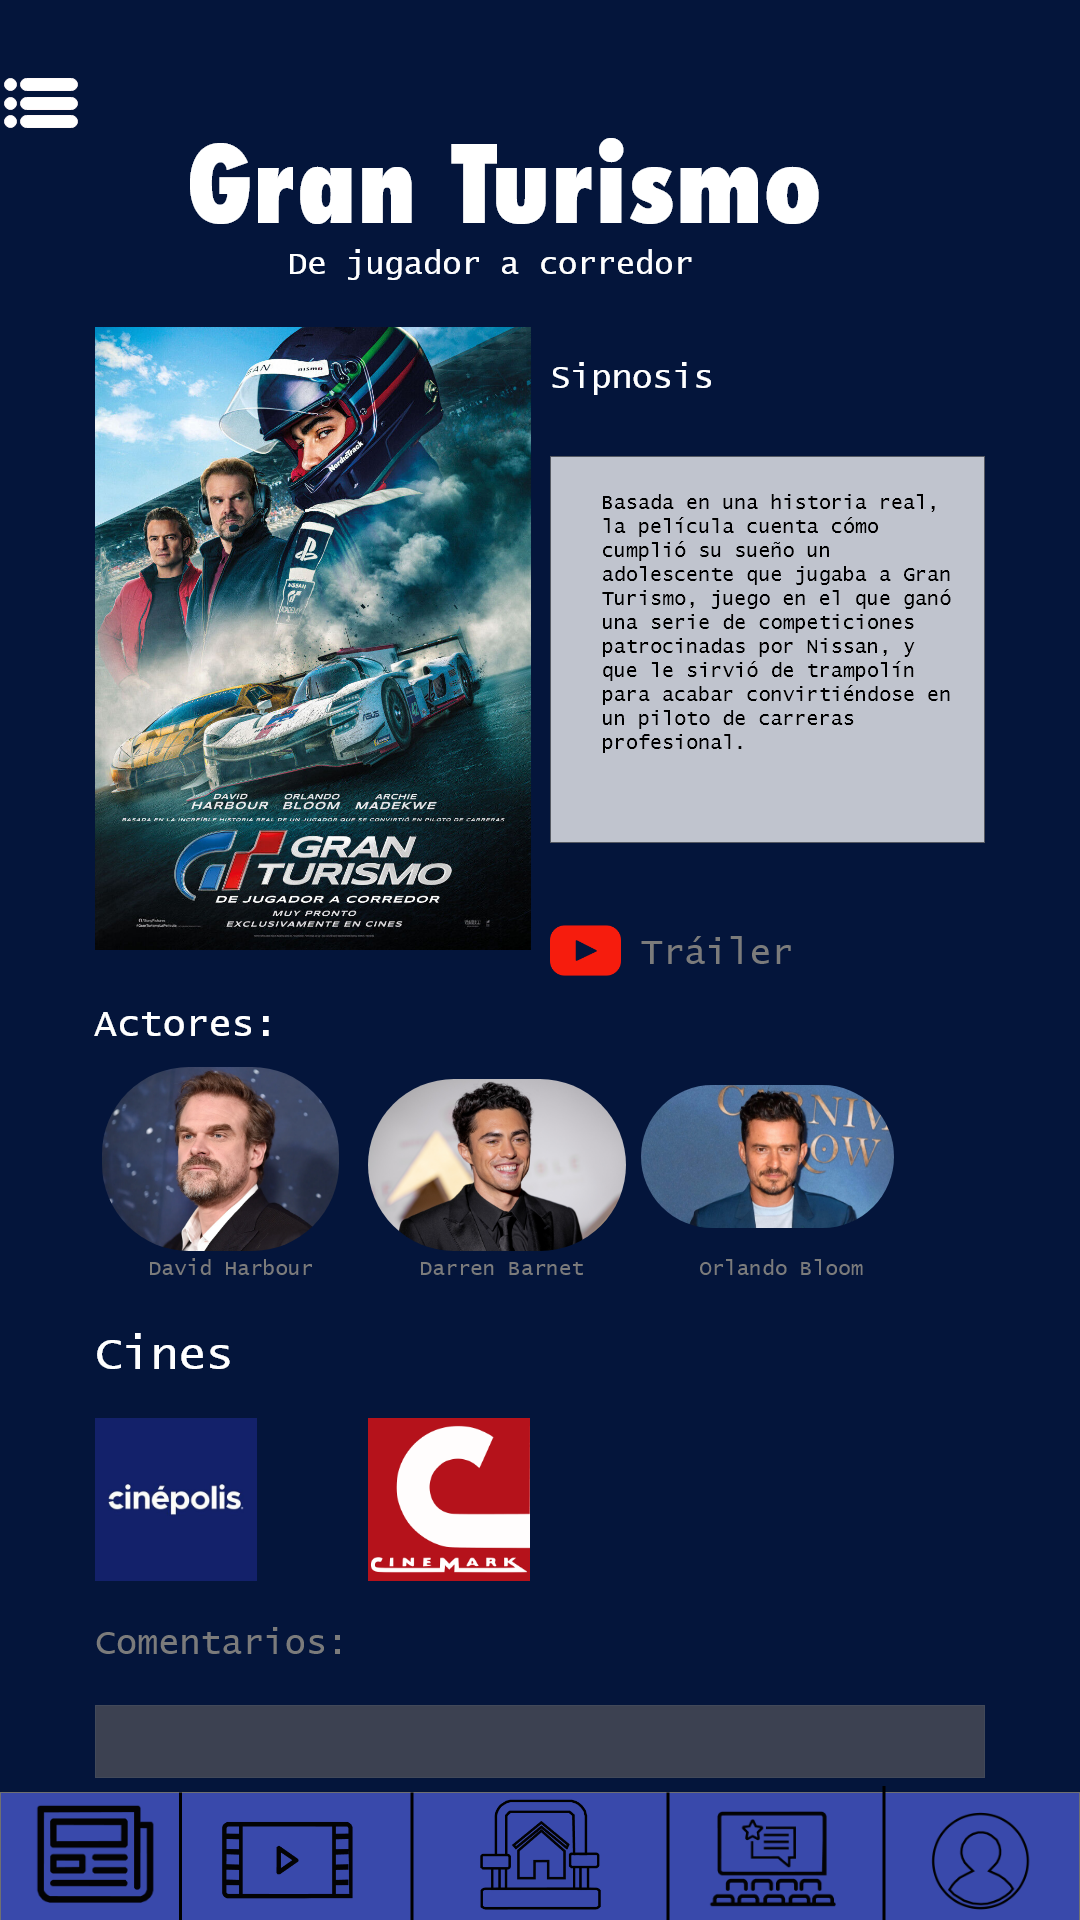 Gran Turismo
De jugador a corredor
NISMO
NordicTrack
NISSAN
ASUS
DAVID HARBOUR
ORLANDO BLOOM
ARCHIE MADEKWE
BASADA EN LA INCREÍBLE HISTORIA REAL DE UN JUGADOR QUE SE CONVIRTIÓ EN PILOTO DE CARRERAS
GRAN
TURISMO
DE JUGADOR A CORREDOR
MUY PRONTO
EXCLUSIVAMENTE EN CINES
Sipnosis
Basada en una historia real,
la película cuenta cómo
cumplió su sueño un
adolescente que jugaba a Gran
Turismo, juego en el que ganó
una serie de competiciones
patrocinadas por Nissan, y
que le sirvió de trampolín
para acabar convirtiéndose en
un piloto de carreras
profesional.
Tráiler
Actores:
David Harbour
Darren Barnet
Orlando Bloom
Cines
cinépolis
CINEMARK
Comentarios: